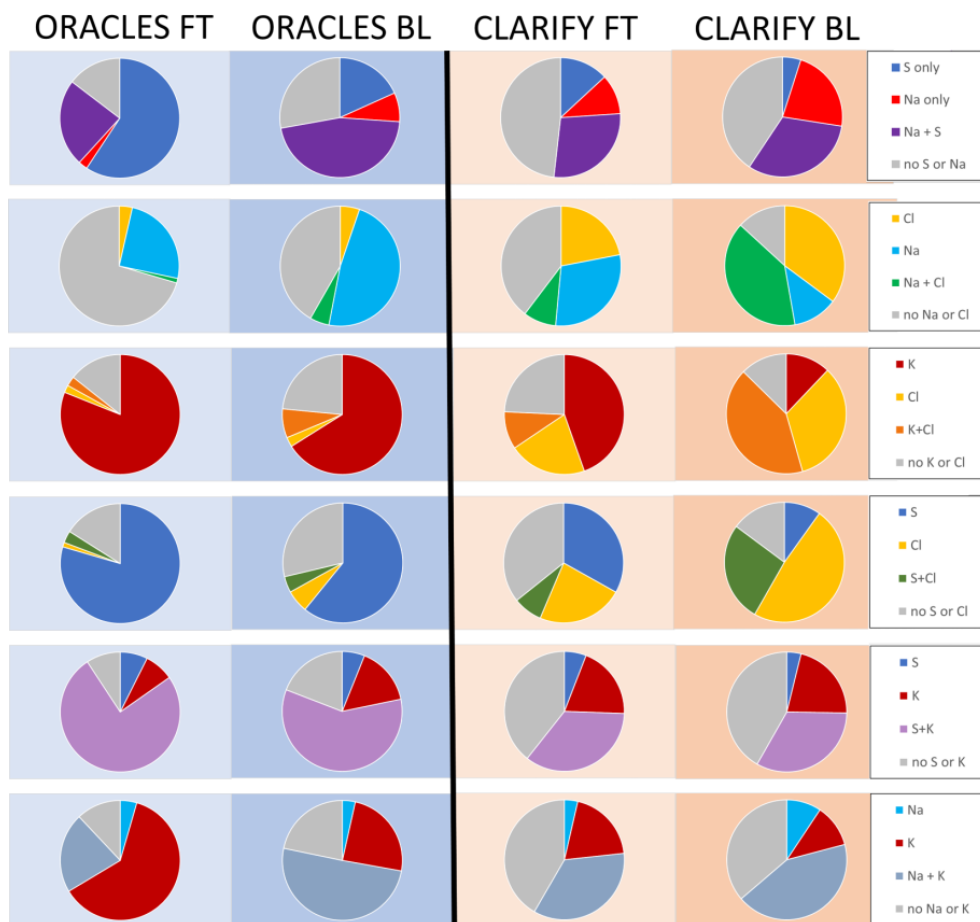 ORACLES FT ORACLES BL CLARIFY FT CLARIFY BL
S only
Na only
Na + S
no S or Na
Cl
Na
Na + Cl
no Na or Cl
K
Cl
K+Cl
no K or Cl
S
Cl
S+Cl
no S or Cl
S
K
S+K
no S or K
Na
K
Na + K
no Na or K